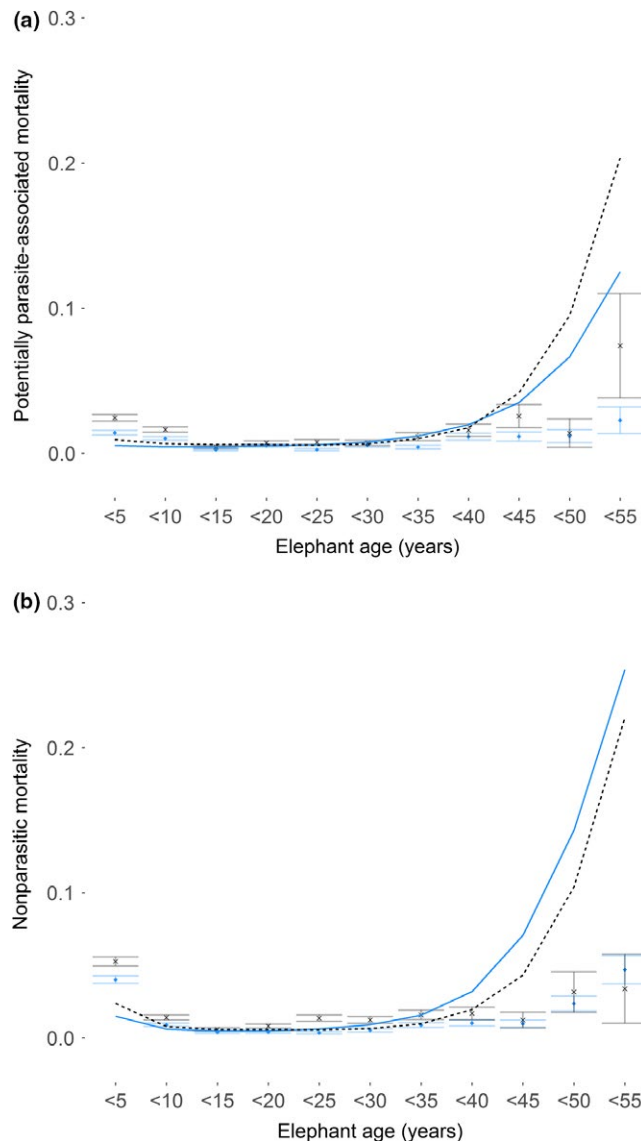 (a)
0.3
0.2
0.1
0.0
Potentially parasite-associated mortality
<5 <10 <15 <20 <25 <30 <35 <40 <45 <50 <55
Elephant age (years)
(b)
0.3
0.2
0.1
0.0
Nonparasitic mortality
<5 <10 <15 <20 <25 <30 <35 <40 <45 <50 <55
Elephant age (years)